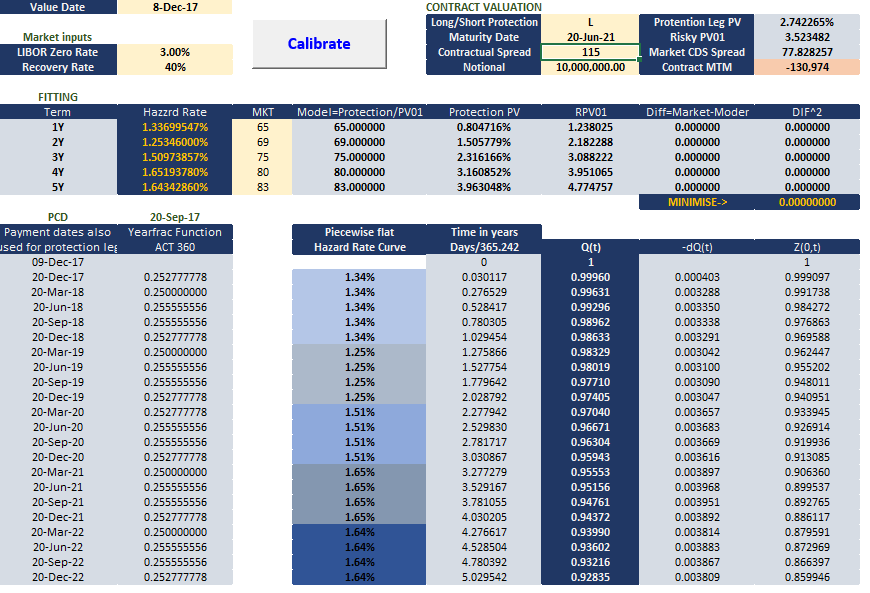 Value Date 8-Dec-17 CONTRACT VALUATION
Calibrate
Long/Short Protection L Protention Leg PV 2.742265%
Market inputs Maturity Date 20-Jun-21 Risky PV01 3.523482
LIBOR Zero Rate 3.00% Contractual Spread 115 Market CDS Spread 77.828257
Recovery Rate 40% Notional 10,000,000.00 Contract MTM -130,974
FITTING
Term Hazzrd Rate MKT Model=Protection/PV01 Protection PV RPV01 Diff=Market-Moder DIF^2
1Y 1.33699547% 65 65.000000 0.804716% 1.238025 0.000000 0.000000
2Y 1.25346000% 69 69.000000 1.505779% 2.182288 0.000000 0.000000
3Y 1.50973857% 75 75.000000 2.316166% 3.088222 0.000000 0.000000
4Y 1.65193780% 80 80.000000 3.160852% 3.951065 0.000000 0.000000
5Y 1.64342860% 83 83.000000 3.963048% 4.774757 0.000000 0.000000
MINIMISE-> 0.00000000
PCD 20-Sep-17
Payment dates also Yearfrac Function Piecewise flat Time in years
used for protection leg ACT 360 Hazard Rate Curve Days/365.242 Q(t) -dQ(t) Z(0,t)
09-Dec-17 0 1 1
20-Dec-17 0.252777778 1.34% 0.030117 0.99960 0.000403 0.999097
20-Mar-18 0.250000000 1.34% 0.276529 0.99631 0.003288 0.991738
20-Jun-18 0.255555556 1.34% 0.528417 0.99296 0.003350 0.984272
20-Sep-18 0.255555556 1.34% 0.780305 0.98962 0.003338 0.976863
20-Dec-18 0.252777778 1.34% 1.029454 0.98633 0.003291 0.969588
20-Mar-19 0.250000000 1.25% 1.275866 0.98329 0.003042 0.962447
20-Jun-19 0.255555556 1.25% 1.527754 0.98019 0.003100 0.955202
20-Sep-19 0.255555556 1.25% 1.779642 0.97710 0.003090 0.948011
20-Dec-19 0.252777778 1.25% 2.028792 0.97405 0.003047 0.940951
20-Mar-20 0.252777778 1.51% 2.277942 0.97040 0.003657 0.933945
20-Jun-20 0.255555556 1.51% 2.529830 0.96671 0.003683 0.926914
20-Sep-20 0.255555556 1.51% 2.781717 0.96304 0.003669 0.919936
20-Dec-20 0.252777778 1.51% 3.030867 0.95943 0.003616 0.913085
20-Mar-21 0.250000000 1.65% 3.277279 0.95553 0.003897 0.906360
20-Jun-21 0.255555556 1.65% 3.529167 0.95156 0.003968 0.899537
20-Sep-21 0.255555556 1.65% 3.781055 0.94761 0.003951 0.892765
20-Dec-21 0.252777778 1.65% 4.030205 0.94372 0.003892 0.886117
20-Mar-22 0.250000000 1.64% 4.276617 0.93990 0.003814 0.879591
20-Jun-22 0.255555556 1.64% 4.528504 0.93602 0.003883 0.872969
20-Sep-22 0.255555556 1.64% 4.780392 0.93216 0.003867 0.866397
20-Dec-22 0.252777778 1.64% 5.029542 0.92835 0.003809 0.859946